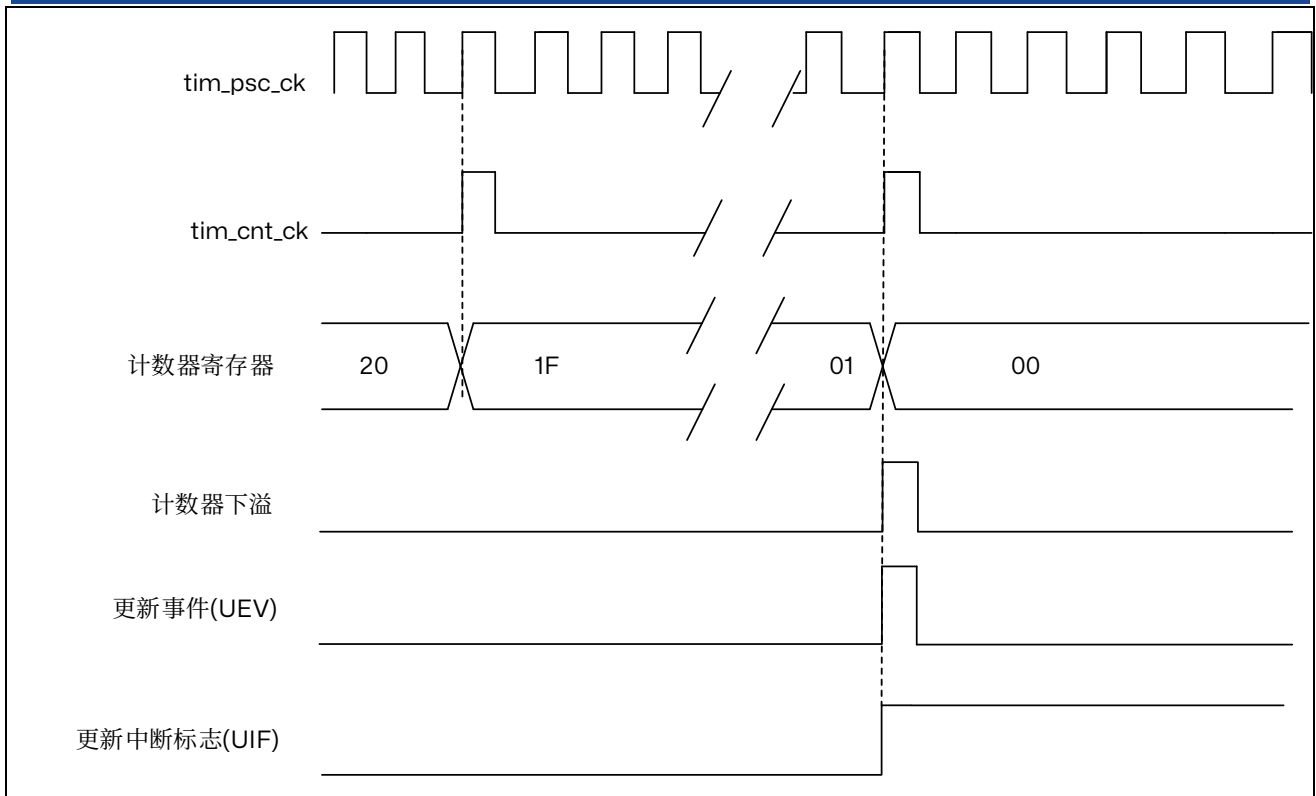 tim_psc_ck
tim_cnt_ck
计数器寄存器 20 1F 01 00
计数器下溢
更新事件(UEV)
更新中断标志(UIF)